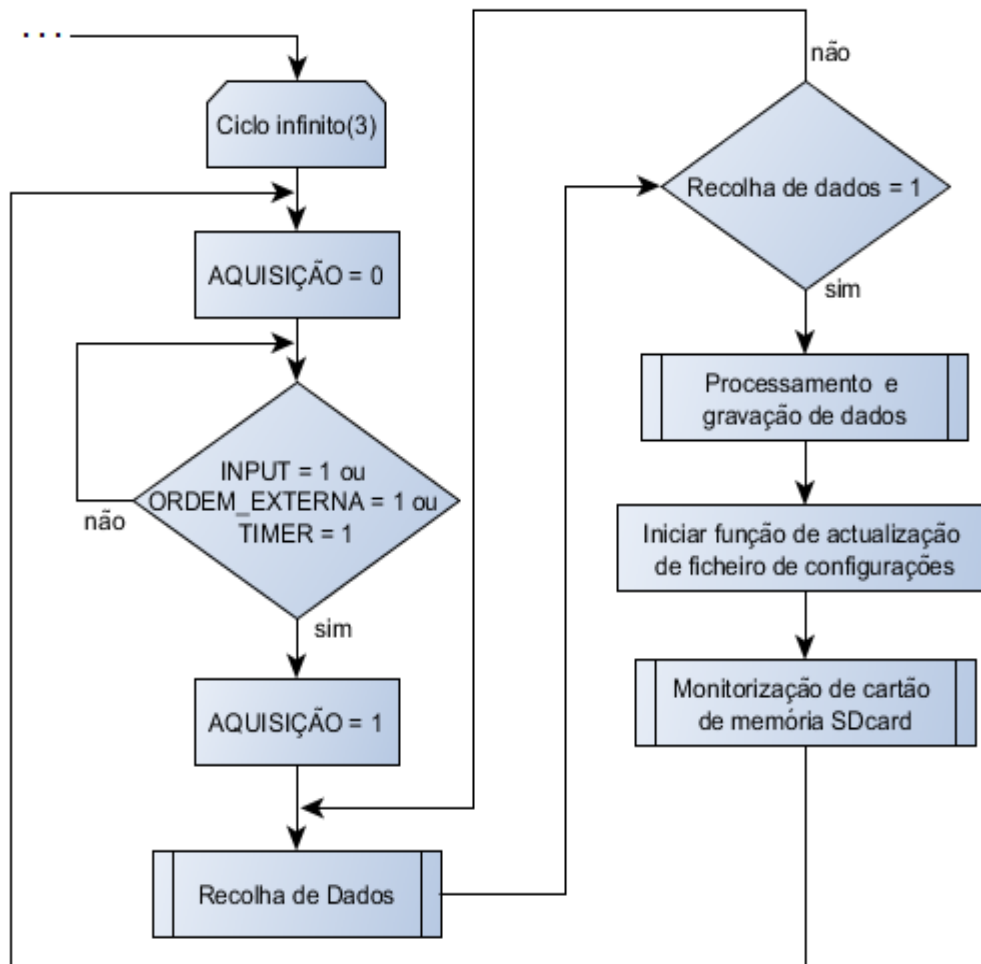 ...
Ciclo infinito(3)
AQUISIÇÃO = 0
INPUT = 1 ou
ORDEM_EXTERNA = 1 ou
TIMER = 1
não
sim
AQUISIÇÃO = 1
Recolha de Dados
não
Recolha de dados = 1
sim
Processamento e
gravação de dados
Iniciar função de actualização
de ficheiro de configurações
Monitorização de cartão
de memória SDcard